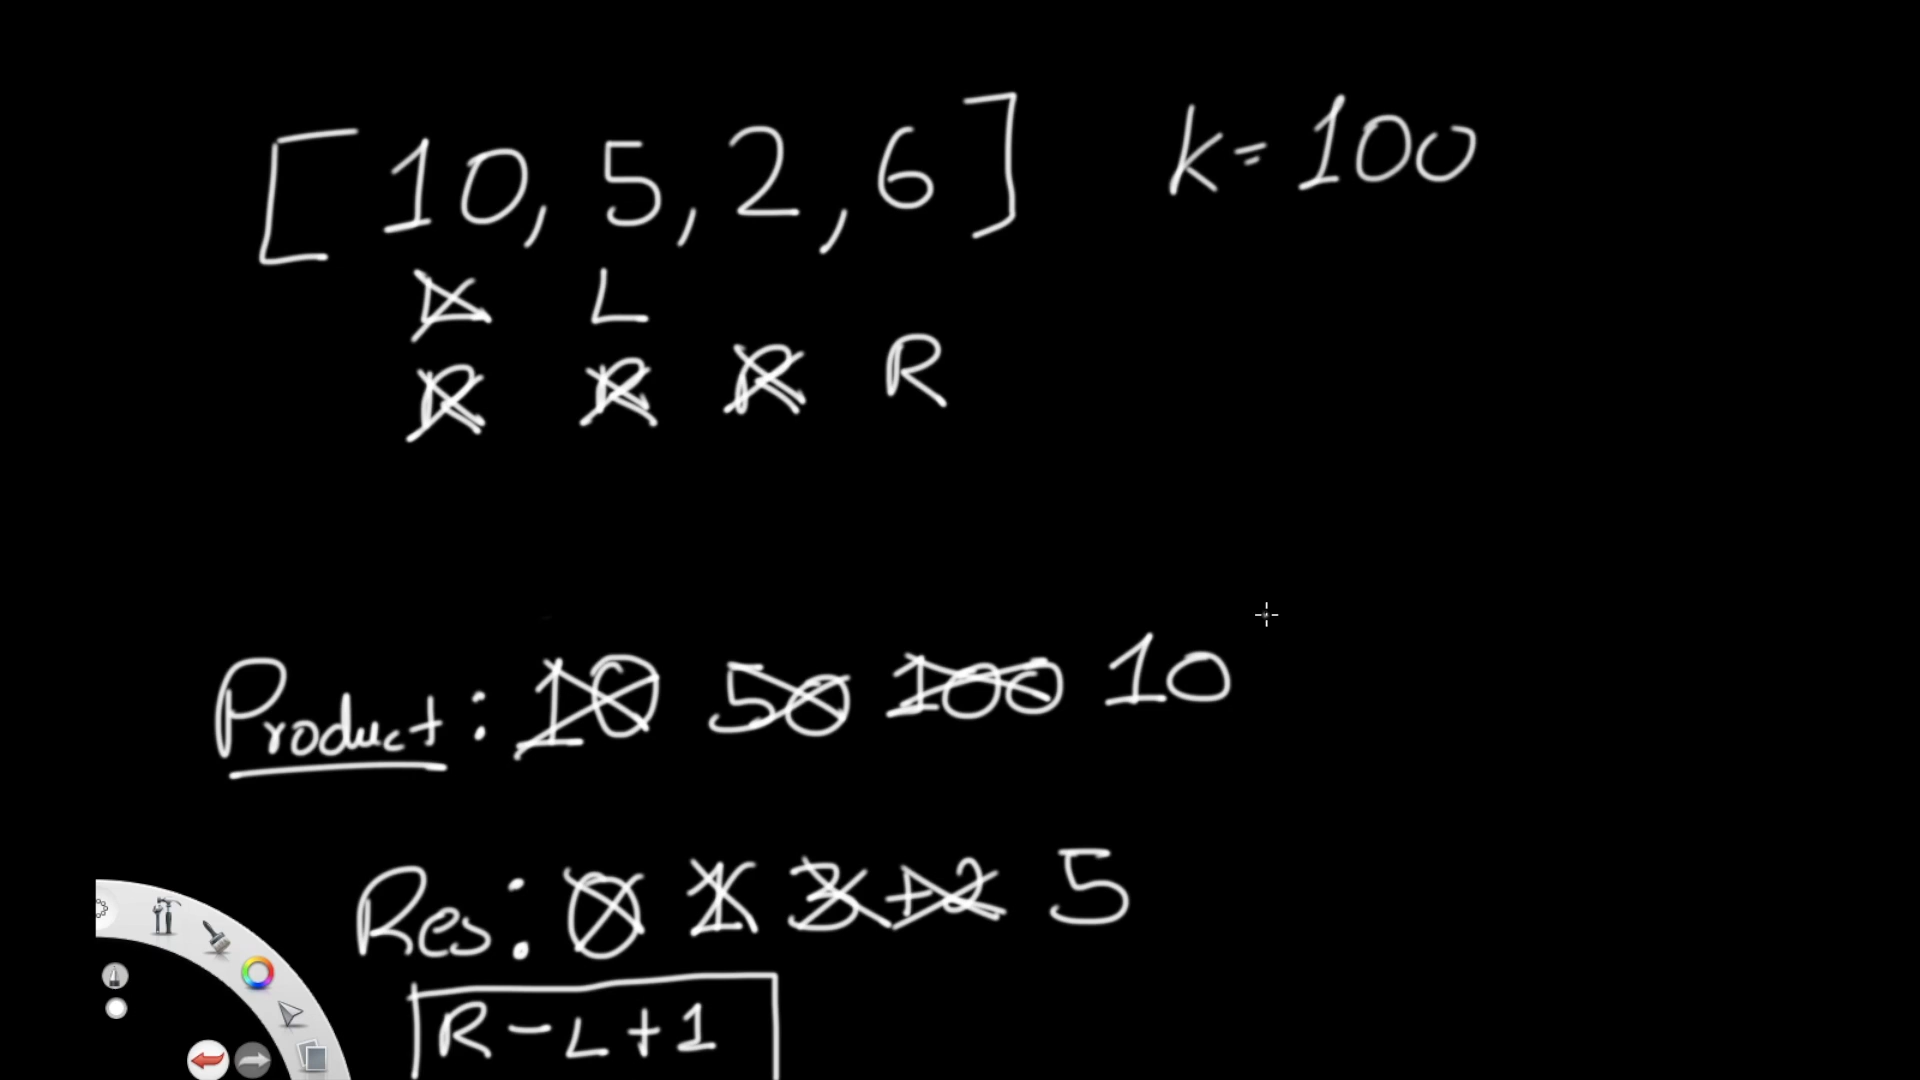 [10, 5, 2, 6] k=100
L L
R R R R
Product: 10 50 100 10
Res: 0 1 3+2 5
R-L+1